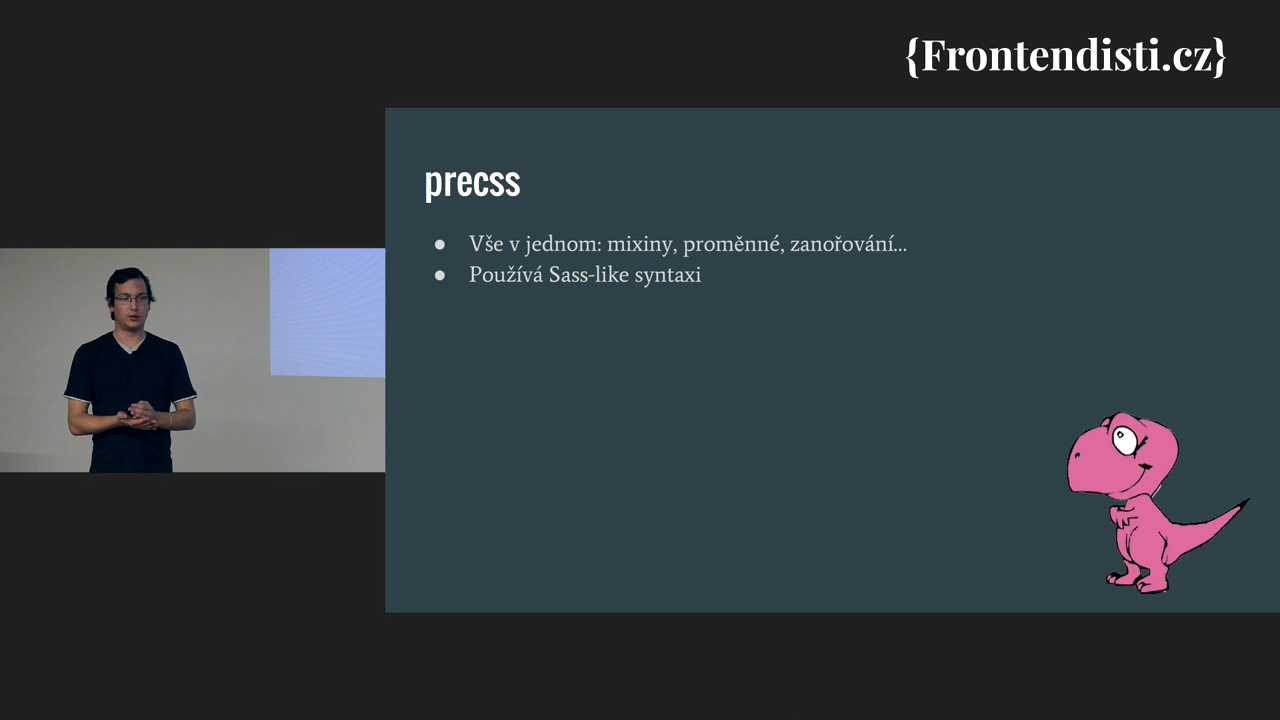 {Frontendisti.cz}
precss
● Vše v jednom: mixiny, proměnné, zanořování...
● Používá Sass-like syntaxi